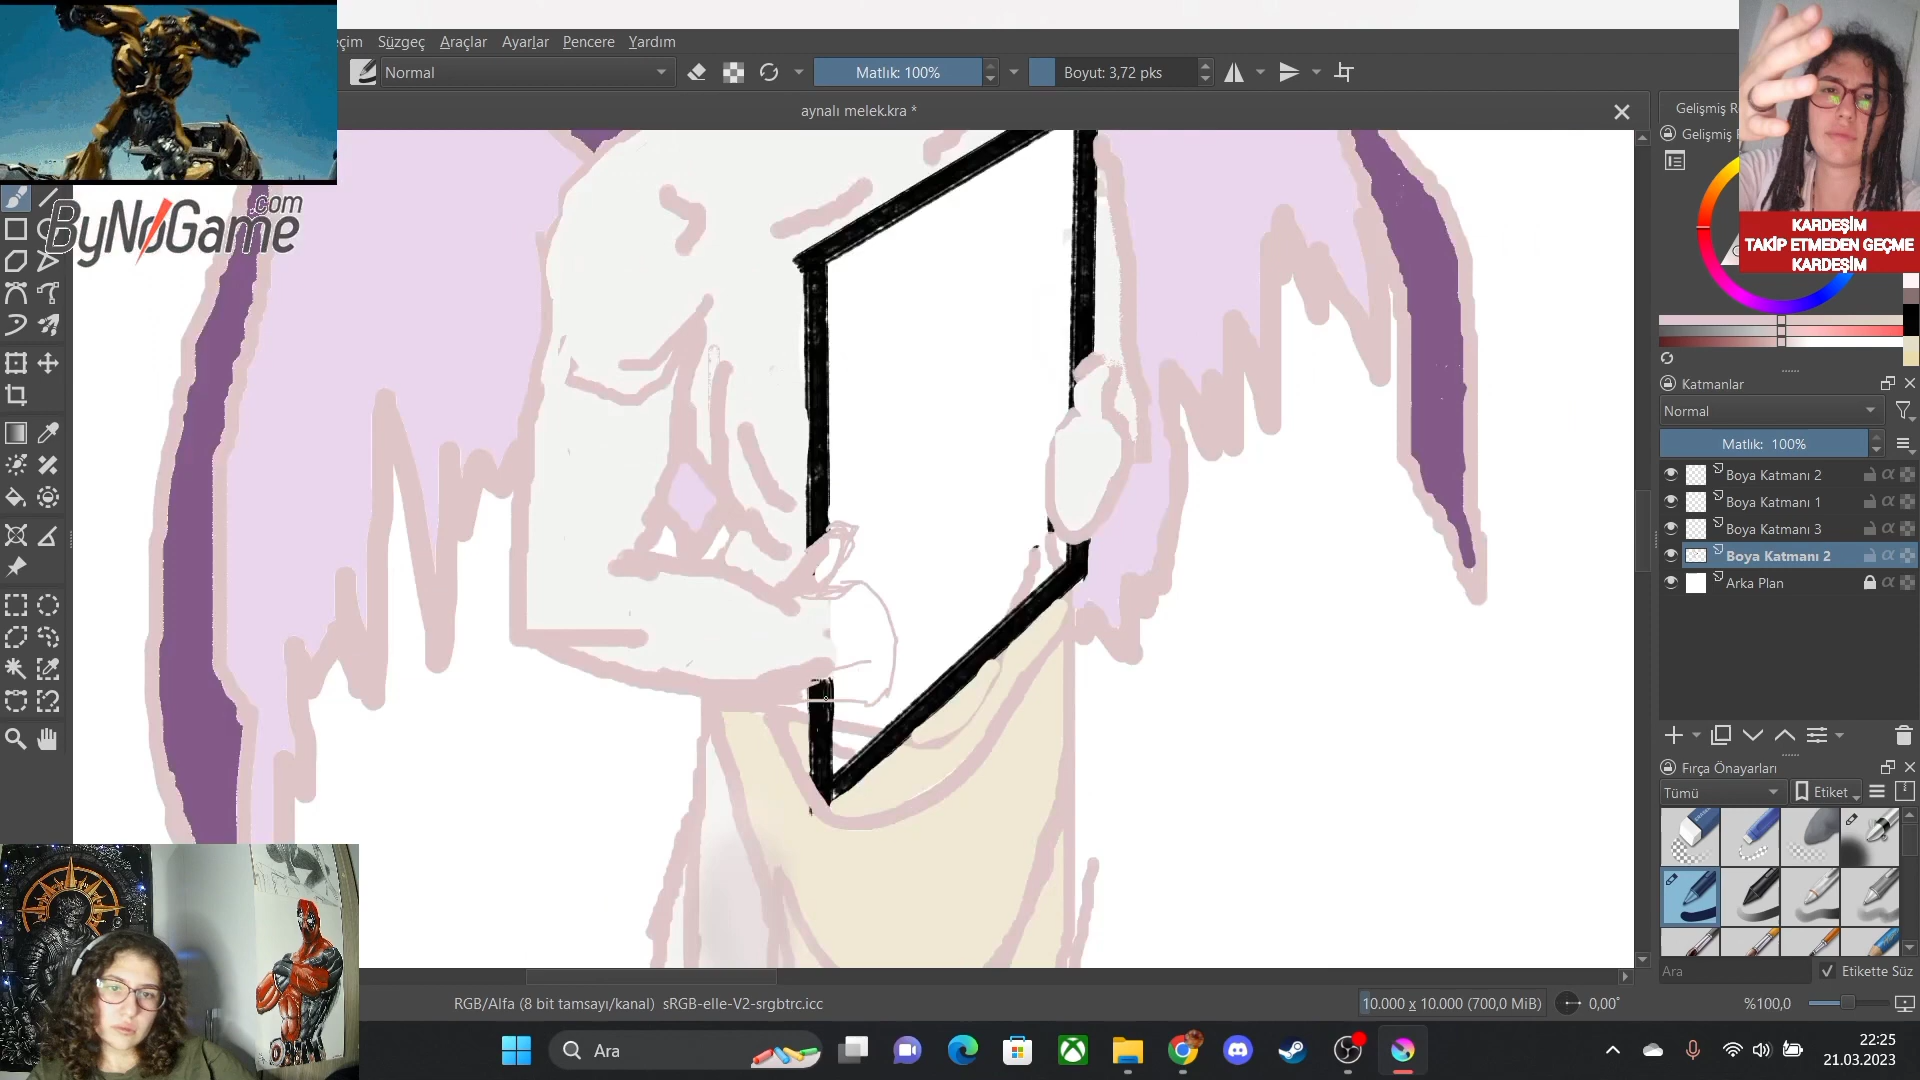 Süzgeç
Araçlar
Ayarlar
Pencere
Yardım
Normal
Matlık: 100%
Boyut: 3,72 pks
aynalı melek.kra *
ByNoGame
.com
KARDEŞİM
TAKİP ETMEDEN GEÇME
KARDEŞİM
Gelişmiş
Katmanlar
Normal
Matlık: 100%
Boya Katmanı 2
Boya Katmanı 1
Boya Katmanı 3
Boya Katmanı 2
Arka Plan
Fırça Önayarları
Tümü
Etiket
Ara
Etikette Süz
RGB/Alfa (8 bit tamsayı/kanal) sRGB-elle-V2-srgbtrc.icc
10.000 x 10.000 (700,0 MiB)
0,00°
%100,0
Ara
22:25
21.03.2023